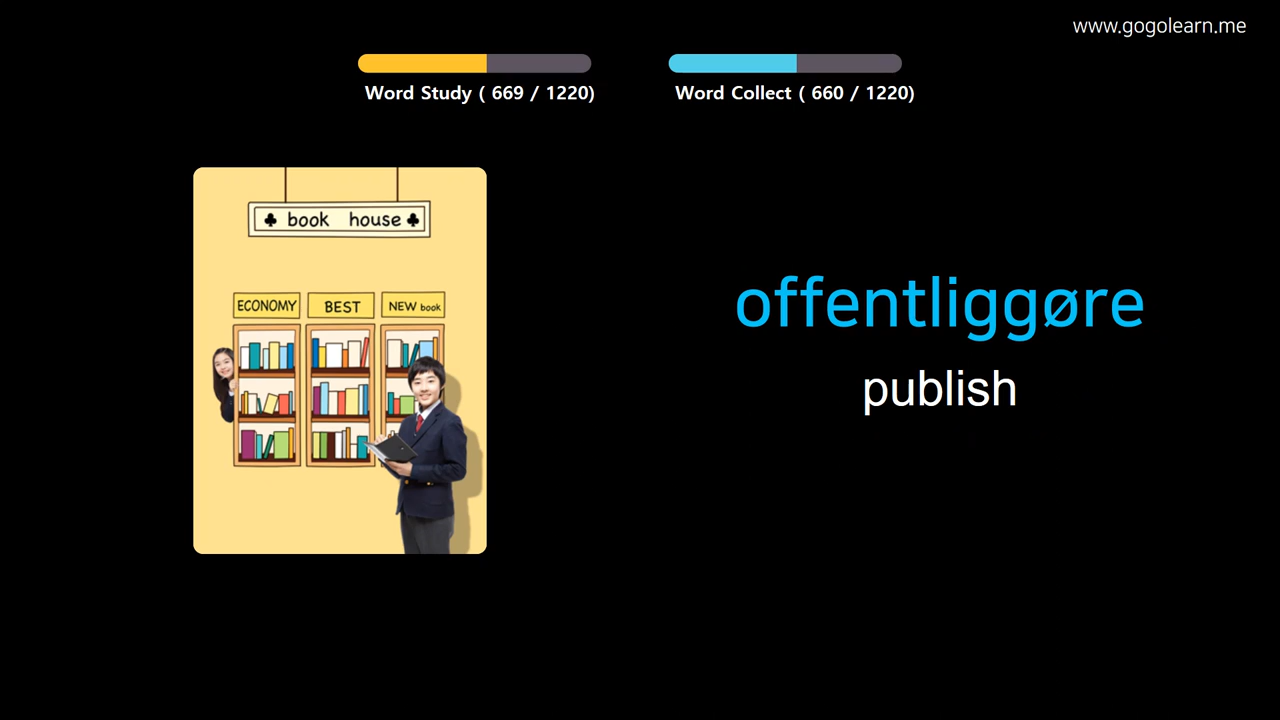 www.gogolearn.me
Word Study ( 669 / 1220)
Word Collect ( 660 / 1220)
♣ book house ♣
ECONOMY
BEST
NEW book
offentliggøre
publish